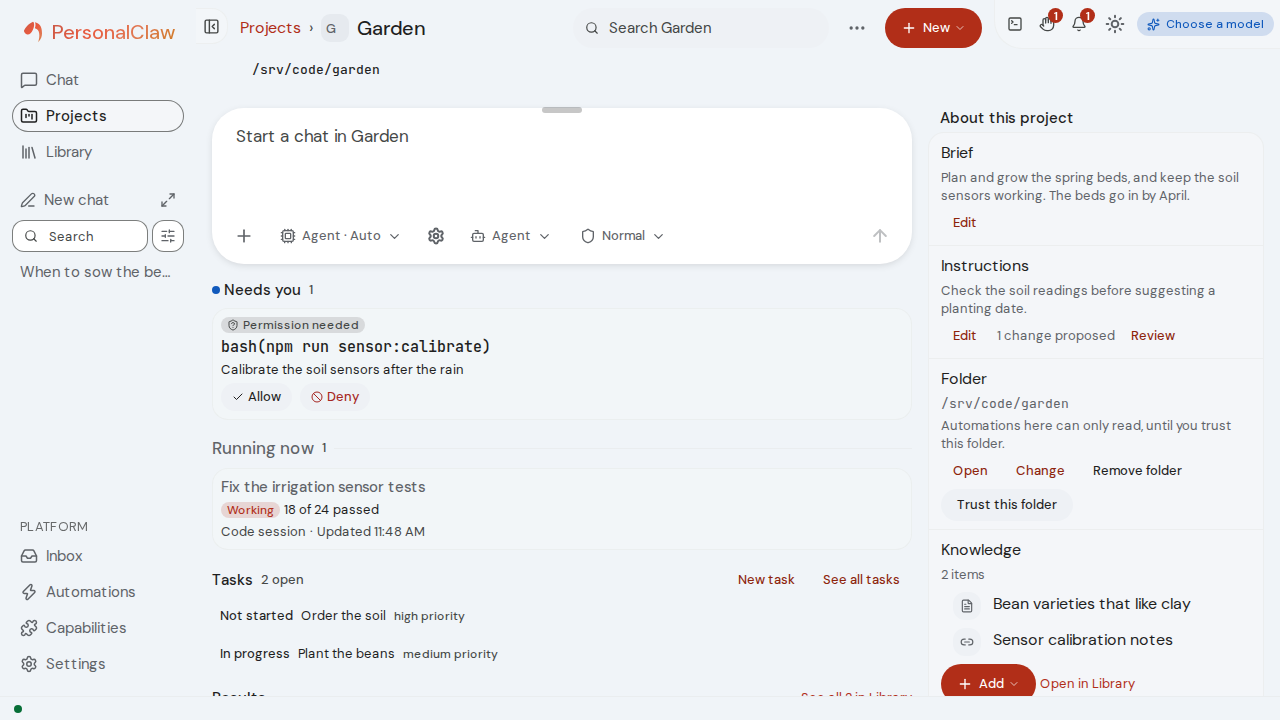 PersonalClaw
Projects › G Garden
Search Garden
New
1
1
Choose a model
Chat
Projects
Library
New chat
Search
When to sow the be…
PLATFORM
Inbox
Automations
Capabilities
Settings
/srv/code/garden
Start a chat in Garden
Agent · Auto
Agent
Normal
Needs you 1
Permission needed
bash(npm run sensor:calibrate)
Calibrate the soil sensors after the rain
Allow
Deny
Running now 1
Fix the irrigation sensor tests
Working 18 of 24 passed
Code session · Updated 11:48 AM
Tasks 2 open
New task
See all tasks
Not started Order the soil high priority
In progress Plant the beans medium priority
Results
See all 2 in Library
About this project
Brief
Plan and grow the spring beds, and keep the soil
sensors working. The beds go in by April.
Edit
Instructions
Check the soil readings before suggesting a
planting date.
Edit 1 change proposed Review
Folder
/srv/code/garden
Automations here can only read, until you trust
this folder.
Open Change Remove folder
Trust this folder
Knowledge
2 items
Bean varieties that like clay
Sensor calibration notes
Add
Open in Library